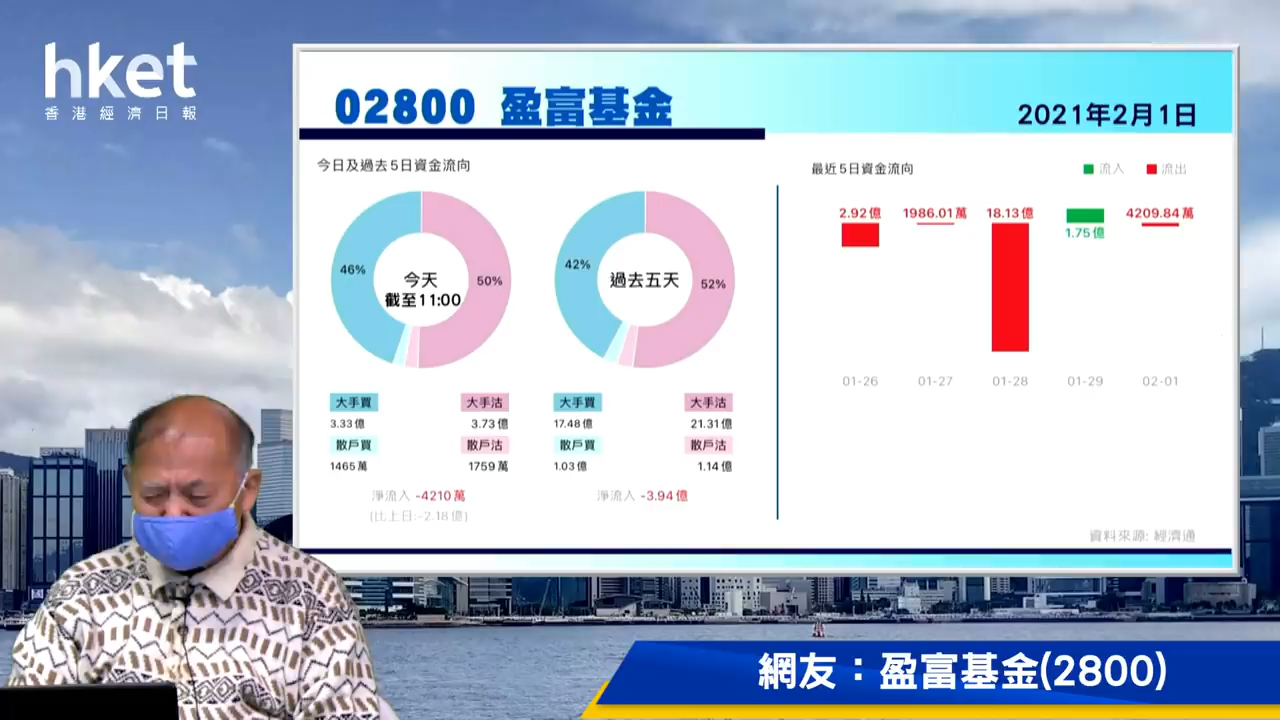 hket
香港經濟日報
02800 盈富基金
2021年2月1日
今日及過去5日資金流向
46%
50%
今天
截至11:00
42%
52%
過去五天
大手買
大手沽
3.33億
3.73億
散戶買
散戶沽
1465萬
1759萬
淨流入 -4210萬
(比上日:-2.18億)
大手買
大手沽
17.48億
21.31億
散戶買
散戶沽
1.03億
1.14億
淨流入 -3.94億
最近5日資金流向
流入
流出
2.92億
1986.01萬
18.13億
1.75億
4209.84萬
01-26
01-27
01-28
01-29
02-01
資料來源: 經濟通
網友：盈富基金(2800)